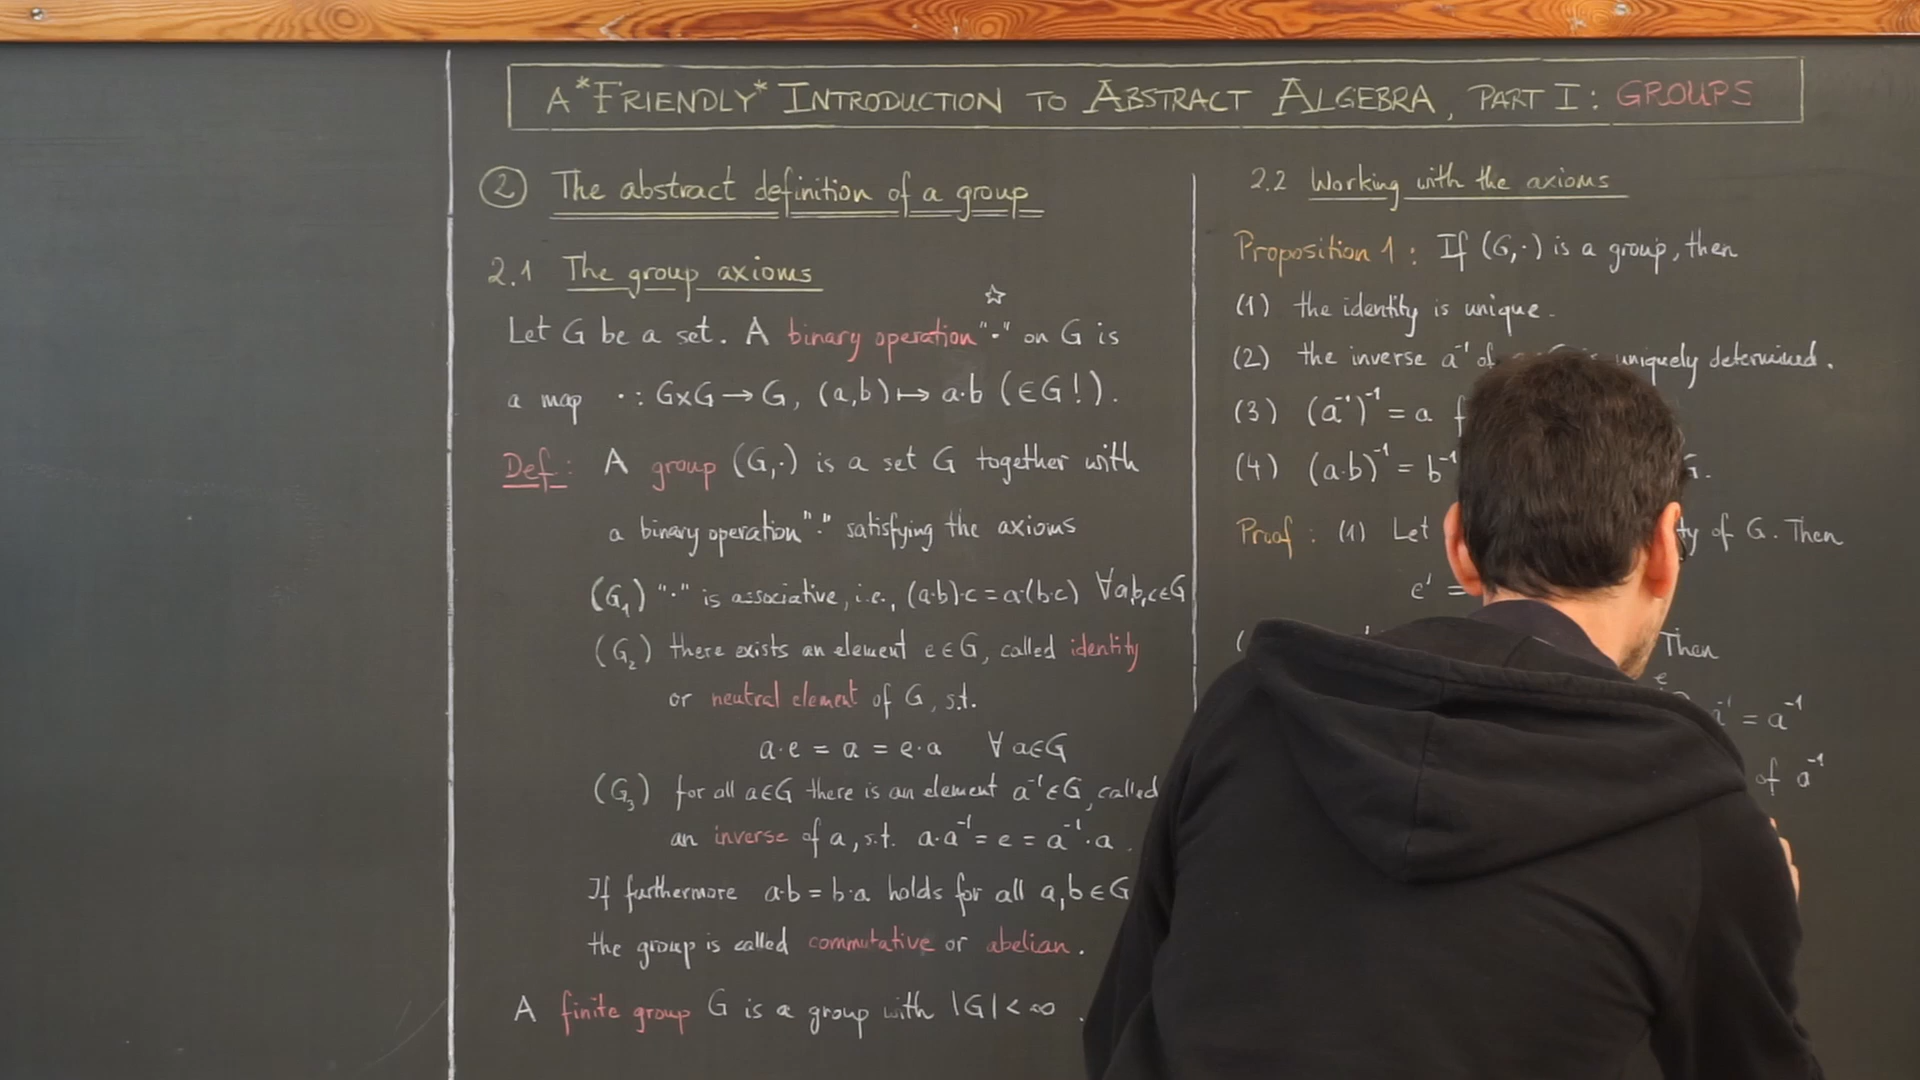 A *FRIENDLY* INTRODUCTION TO ABSTRACT ALGEBRA, PART I: GROUPS
② The abstract definition of a group
2.1 The group axioms
☆
Let G be a set. A binary operation "·" on G is
a map · : G×G → G, (a,b) ↦ a·b (∈G!).
Def: A group (G,·) is a set G together with
a binary operation "·" satisfying the axioms
(G₁) "·" is associative, i.e., (a·b)·c = a·(b·c) ∀a,b,c∈G
(G₂) there exists an element e∈G, called identity
or neutral element of G, s.t.
a·e = a = e·a ∀ a∈G
(G₃) for all a∈G there is an element a⁻¹∈G, called
an inverse of a, s.t. a·a⁻¹ = e = a⁻¹·a.
If furthermore a·b = b·a holds for all a,b∈G
the group is called commutative or abelian.
A finite group G is a group with |G| < ∞.
2.2 Working with the axioms
Proposition 1: If (G,·) is a group, then
(1) the identity is unique.
(2) the inverse a⁻¹ of uniquely determined.
(3) (a⁻¹)⁻¹ = a
(4) (a·b)⁻¹ = b⁻¹
Proof: (1) Let of G. Then
e' =
Then
e
= a⁻¹
of a⁻¹